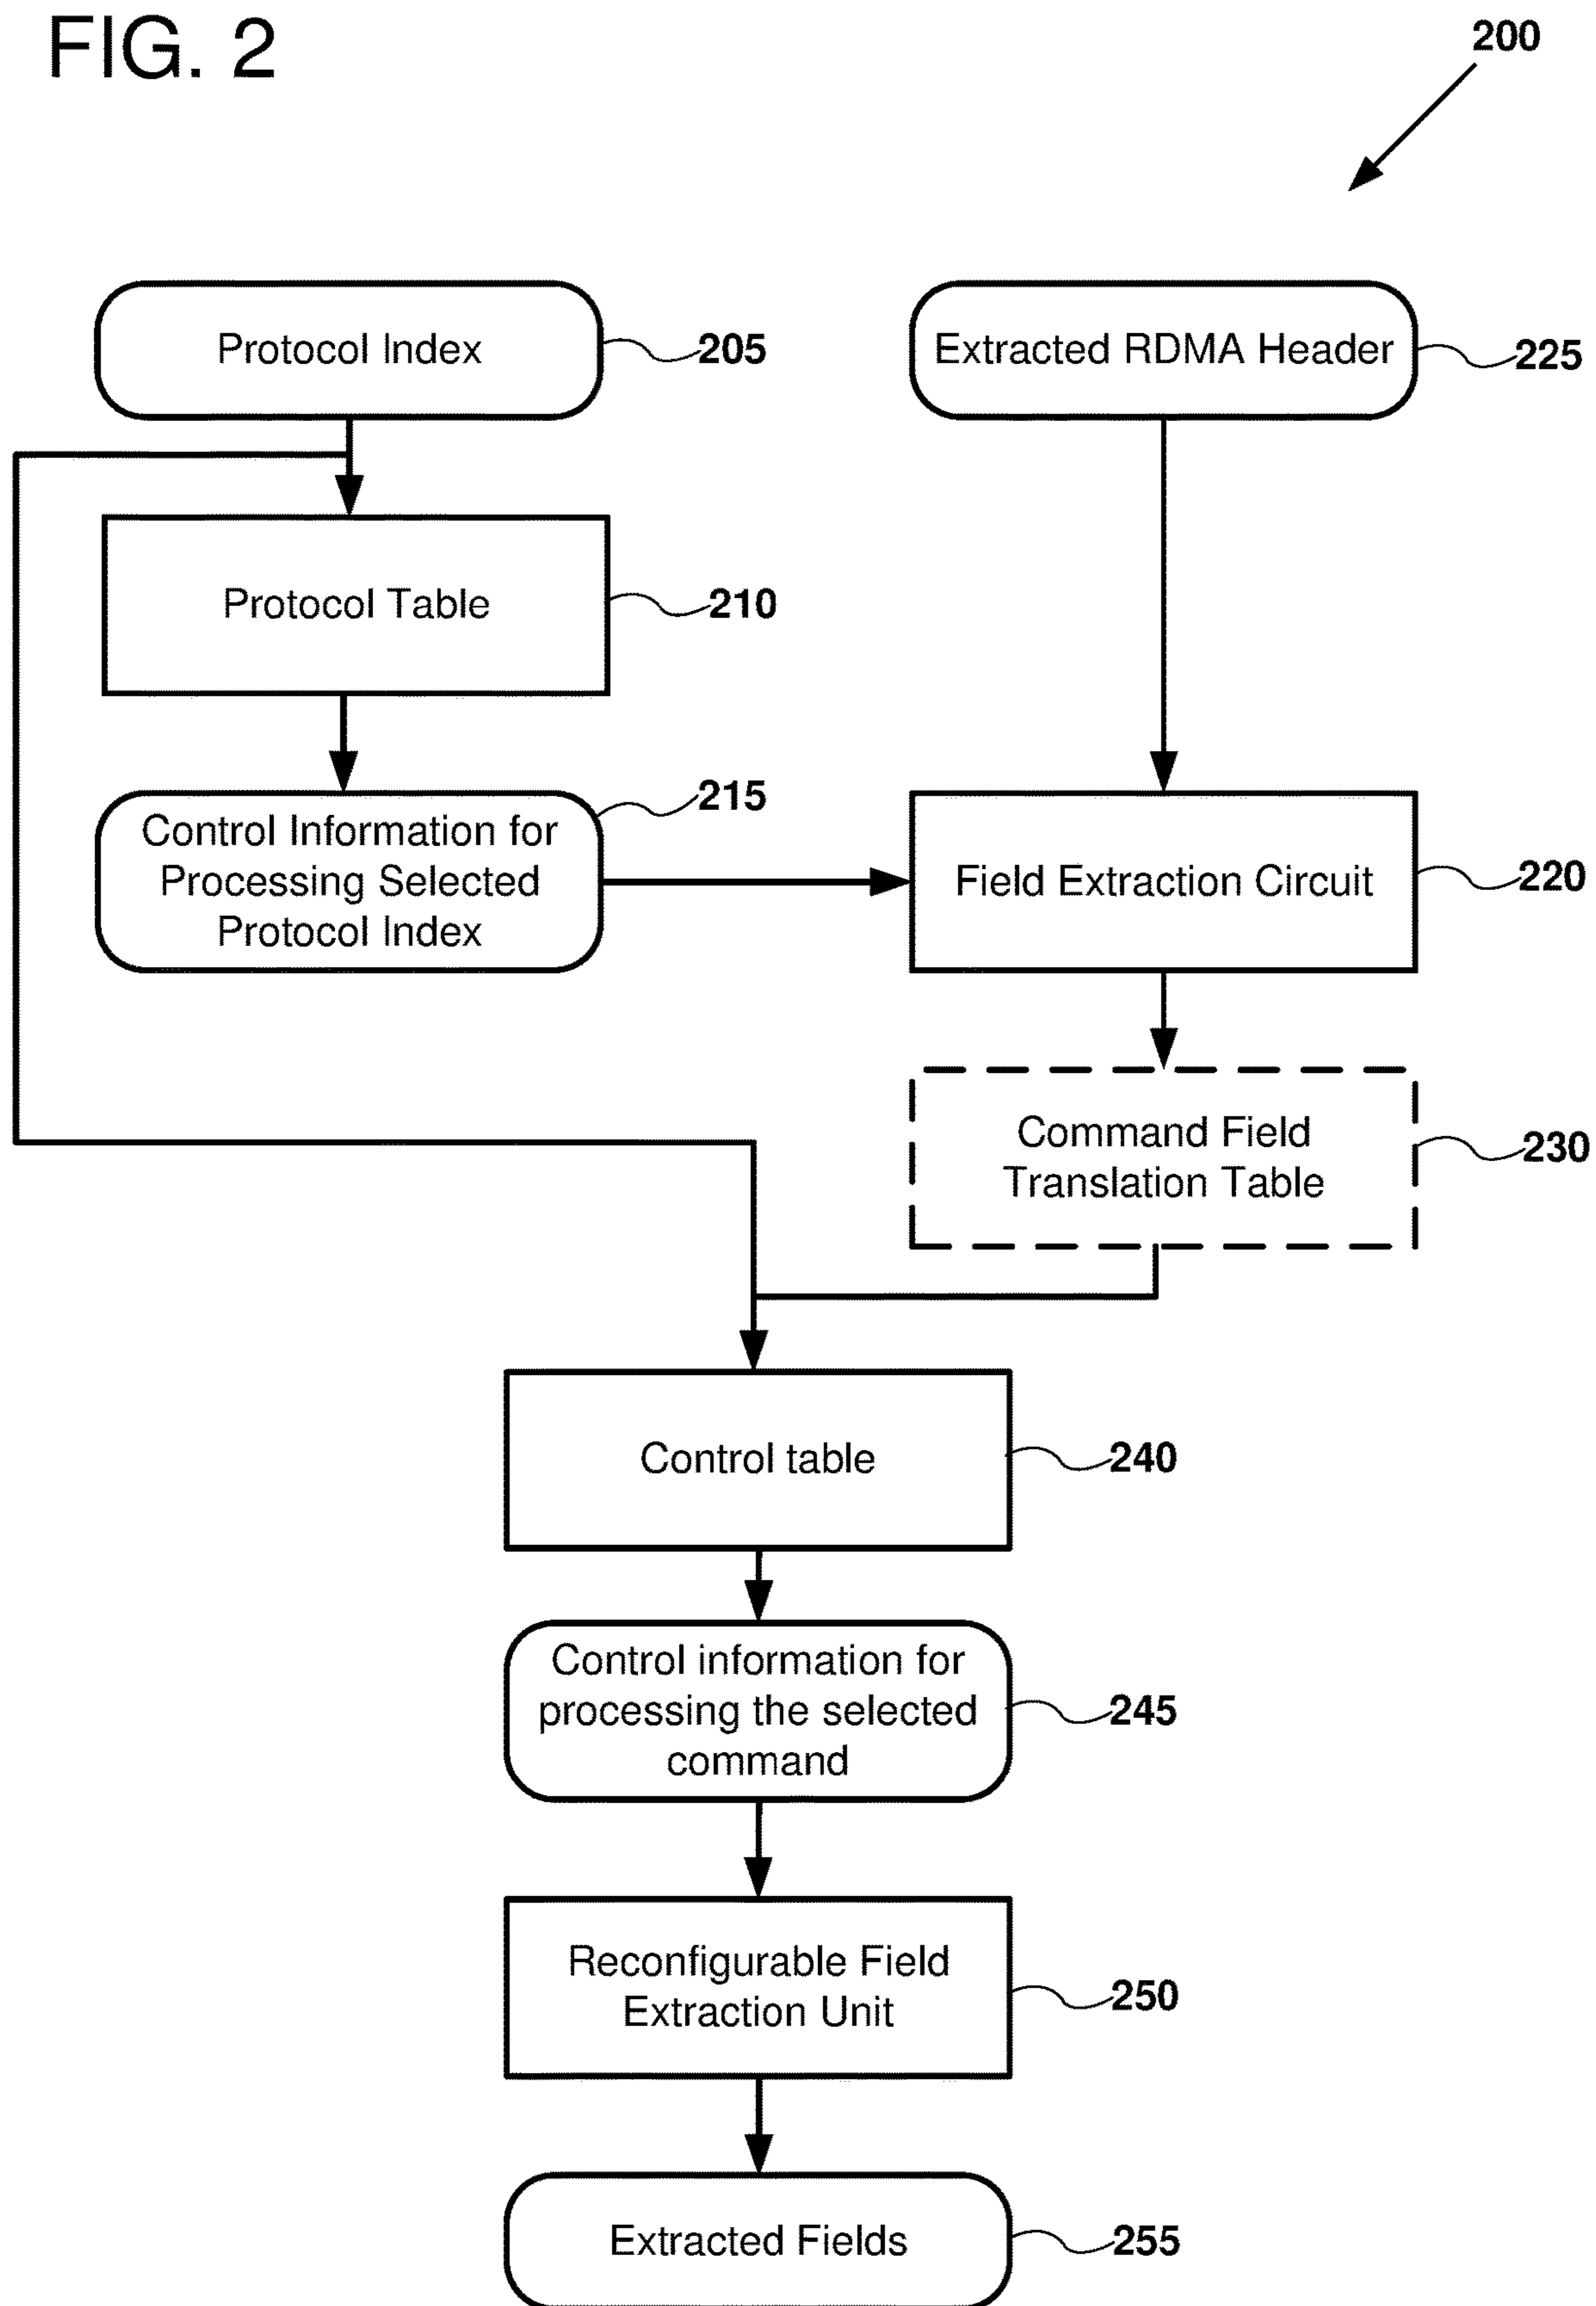 FIG. 2
200
Protocol Index
205
Extracted RDMA Header
225
Protocol Table
210
215
Control Information for
Processing Selected
Protocol Index
Field Extraction Circuit
220
Command Field
Translation Table
230
Control table
240
Control information for
processing the selected
command
245
Reconfigurable Field
Extraction Unit
250
Extracted Fields
255